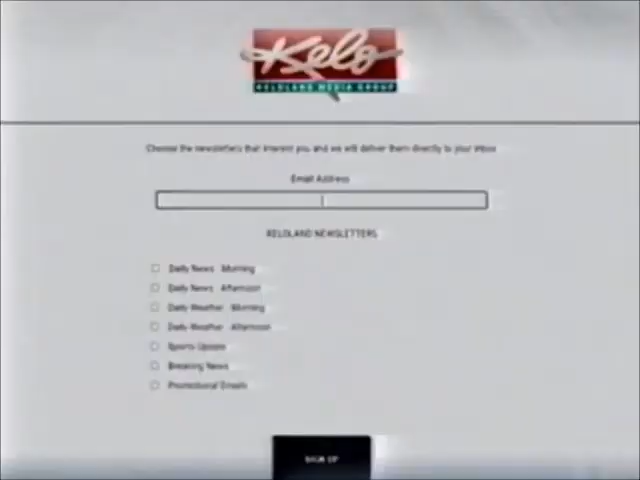 Kelo
KELOLAND MEDIA GROUP
Choose the newsletters that interest you and we will deliver them directly to your inbox
Email Address
KELOLAND NEWSLETTERS
Daily News - Morning
Daily News - Afternoon
Daily Weather - Morning
Daily Weather - Afternoon
Sports Update
Breaking News
Promotional Emails
SIGN UP